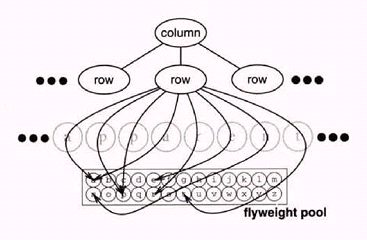 column
row
row
row
a p p a r e n t
a b c d e f g h i j k l m
n o p q r s t u v w x y z
flyweight pool